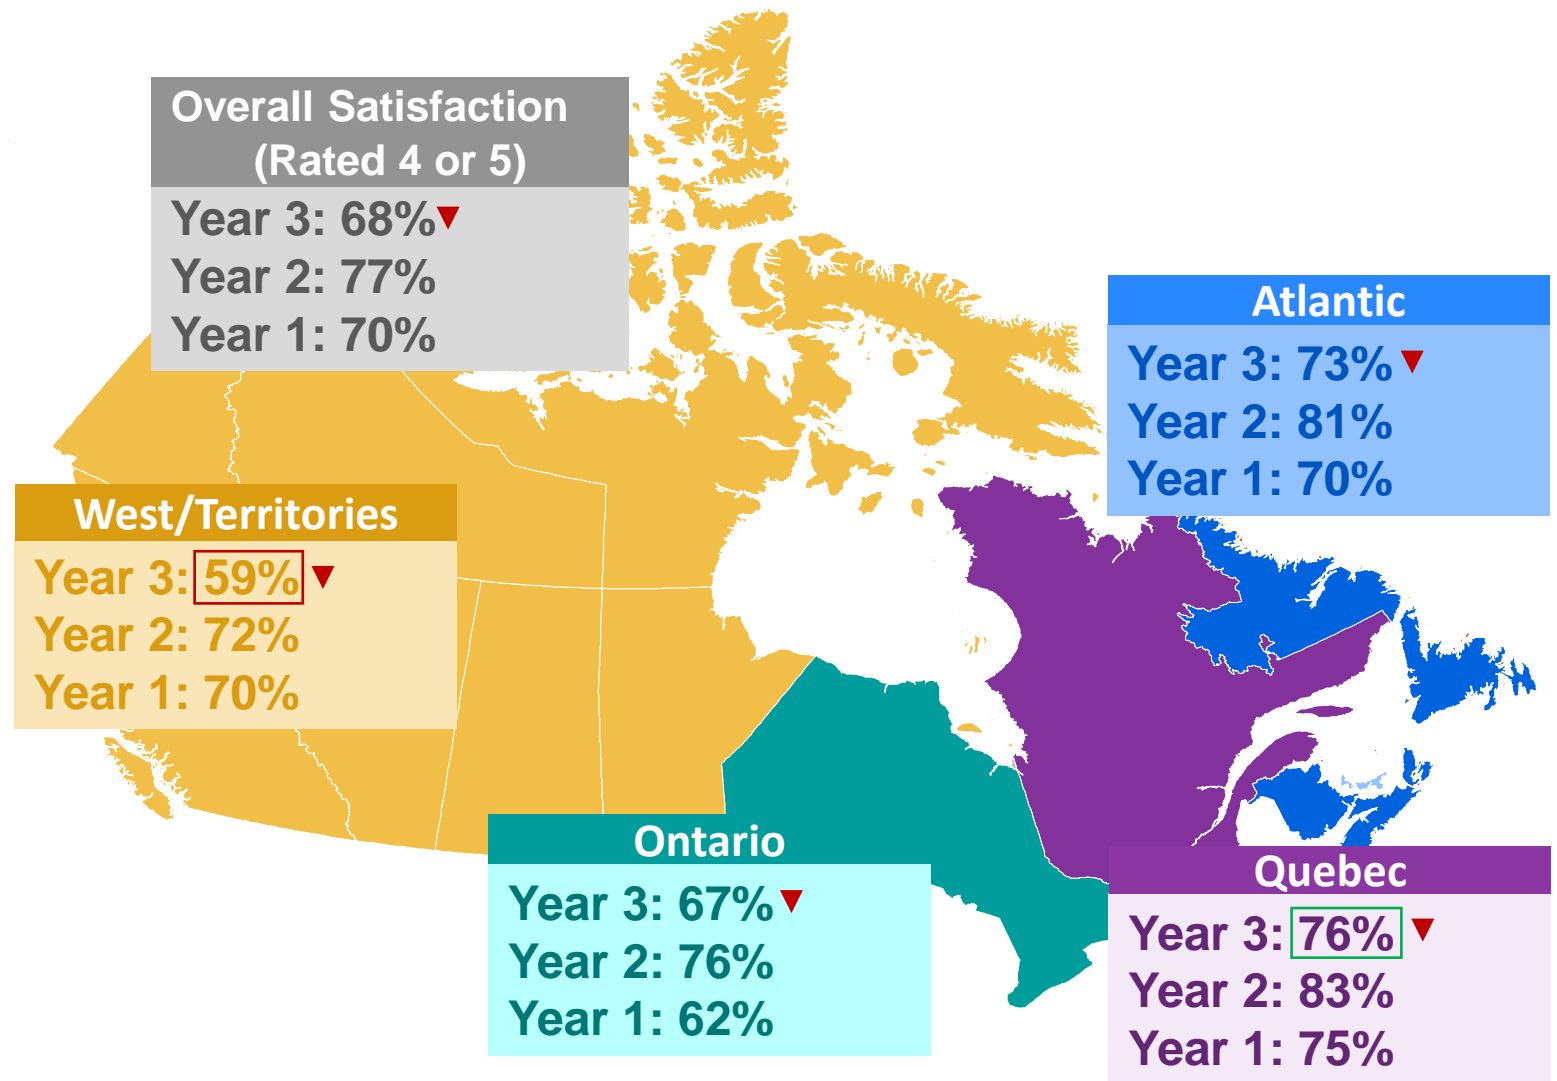 Overall Satisfaction
(Rated 4 or 5)
Year 3: 68%▼
Year 2: 77%
Year 1: 70%
Atlantic
Year 3: 73% ▼
Year 2: 81%
Year 1: 70%
West/Territories
Year 3: 59% ▼
Year 2: 72%
Year 1: 70%
Ontario
Year 3: 67% ▼
Year 2: 76%
Year 1: 62%
Quebec
Year 3: 76% ▼
Year 2: 83%
Year 1: 75%